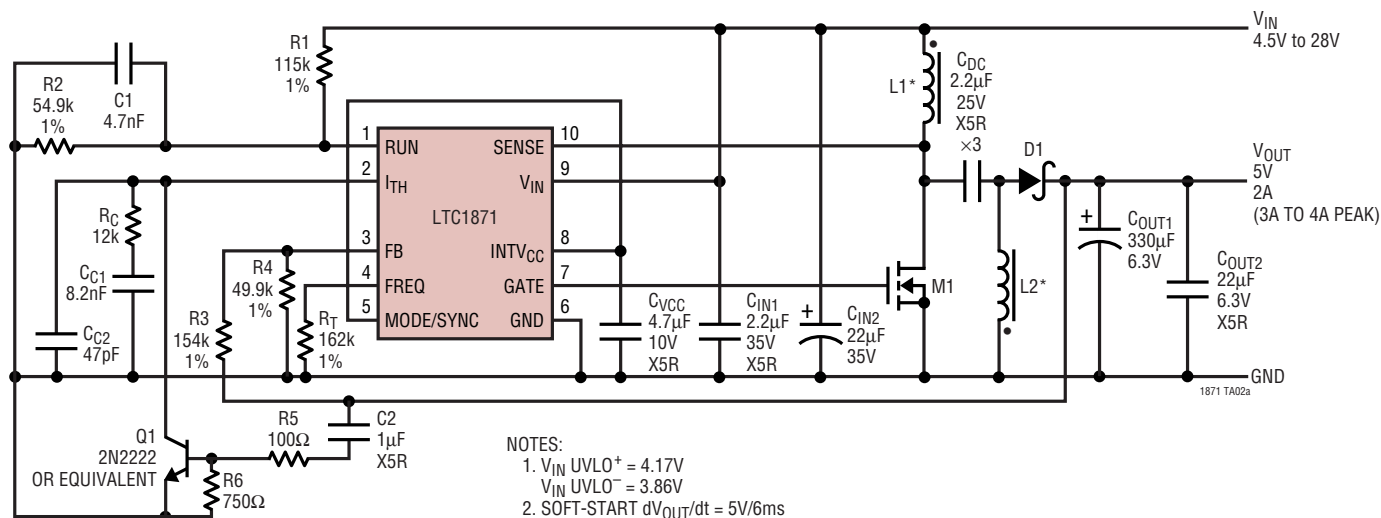 R1
115k
1%
R2
54.9k
1%
C1
4.7nF
1
RUN
2
ITH
3
FB
4
FREQ
5
MODE/SYNC
LTC1871
SENSE
10
VIN
9
INTVCC
8
GATE
7
GND
6
RC
12k
CC1
8.2nF
CC2
47pF
R3
154k
1%
R4
49.9k
1%
RT
162k
1%
CVCC
4.7µF
10V
X5R
CIN1
2.2µF
35V
X5R
+
CIN2
22µF
35V
L1*
CDC
2.2µF
25V
X5R
×3
D1
M1
L2*
VIN
4.5V to 28V
VOUT
5V
2A
(3A TO 4A PEAK)
+
COUT1
330µF
6.3V
COUT2
22µF
6.3V
X5R
GND
1871 TA02a
Q1
2N2222
OR EQUIVALENT
R5
100Ω
R6
750Ω
C2
1µF
X5R
NOTES:
1. VIN UVLO+ = 4.17V
VIN UVLO– = 3.86V
2. SOFT-START dVOUT/dt = 5V/6ms